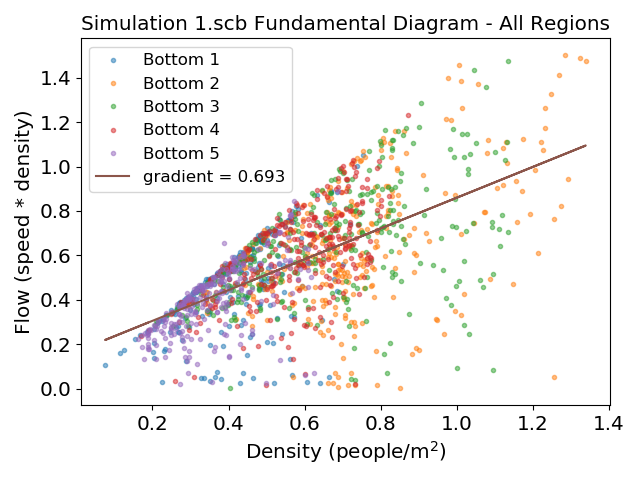 Simulation 1.scb Fundamental Diagram - All Regions
Flow (speed * density)
1.4
1.2
1.0
0.8
0.6
0.4
0.2
0.0
Bottom 1
Bottom 2
Bottom 3
Bottom 4
Bottom 5
gradient = 0.693
0.2 0.4 0.6 0.8 1.0 1.2 1.4
Density (people/m²)